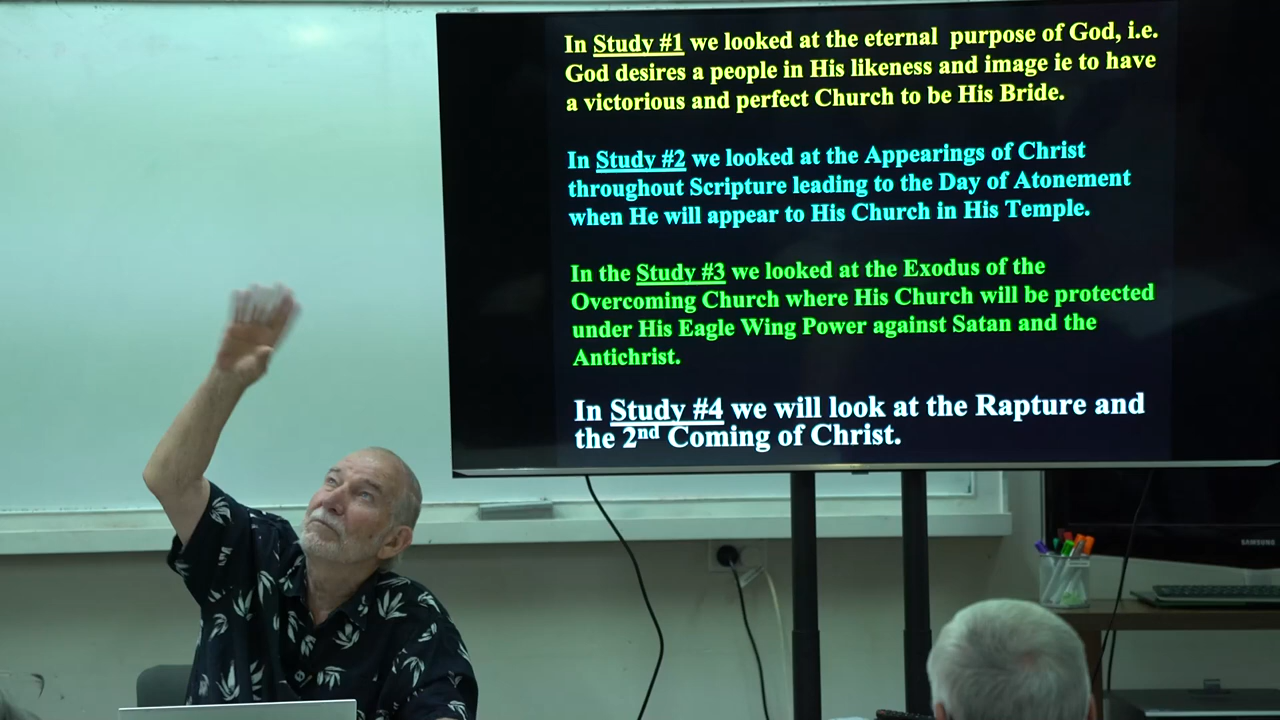 In Study #1 we looked at the eternal purpose of God, i.e.
God desires a people in His likeness and image ie to have
a victorious and perfect Church to be His Bride.
In Study #2 we looked at the Appearings of Christ
throughout Scripture leading to the Day of Atonement
when He will appear to His Church in His Temple.
In the Study #3 we looked at the Exodus of the
Overcoming Church where His Church will be protected
under His Eagle Wing Power against Satan and the
Antichrist.
In Study #4 we will look at the Rapture and
the 2nd Coming of Christ.
SAMSUNG